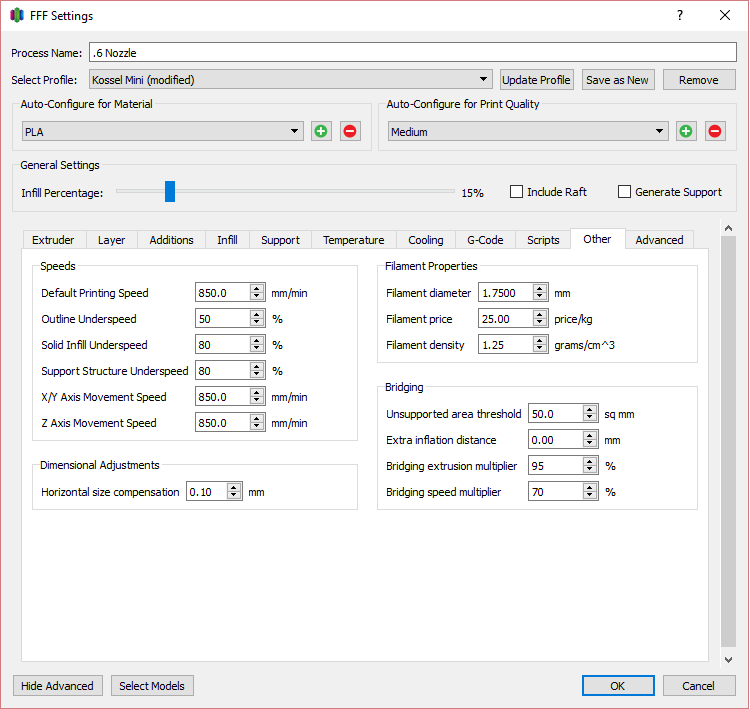 FFF Settings ?
Process Name: .6 Nozzle
Select Profile: Kossel Mini (modified) Update Profile Save as New Remove
Auto-Configure for Material Auto-Configure for Print Quality
PLA Medium
General Settings
Infill Percentage: 15% Include Raft Generate Support
Extruder Layer Additions Infill Support Temperature Cooling G-Code Scripts Other Advanced
Speeds
Default Printing Speed 850.0 mm/min
Outline Underspeed 50 %
Solid Infill Underspeed 80 %
Support Structure Underspeed 80 %
X/Y Axis Movement Speed 850.0 mm/min
Z Axis Movement Speed 850.0 mm/min
Dimensional Adjustments
Horizontal size compensation 0.10 mm
Filament Properties
Filament diameter 1.7500 mm
Filament price 25.00 price/kg
Filament density 1.25 grams/cm^3
Bridging
Unsupported area threshold 50.0 sq mm
Extra inflation distance 0.00 mm
Bridging extrusion multiplier 95 %
Bridging speed multiplier 70 %
Hide Advanced Select Models OK Cancel